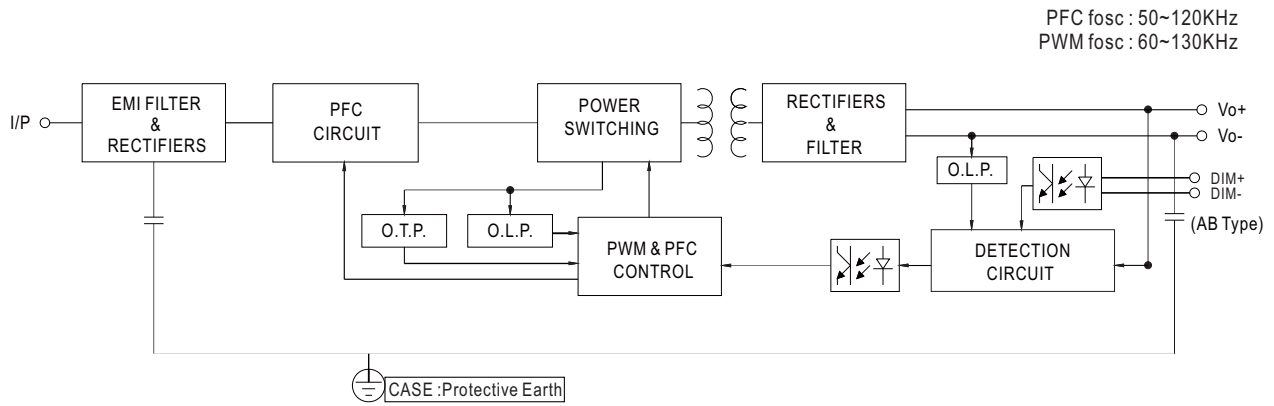 PFC fosc : 50~120KHz
PWM fosc : 60~130KHz
I/P
EMI FILTER
&
RECTIFIERS
PFC
CIRCUIT
POWER
SWITCHING
RECTIFIERS
&
FILTER
Vo+
Vo-
O.L.P.
DIM+
DIM-
(AB Type)
O.T.P.
O.L.P.
PWM & PFC
CONTROL
DETECTION
CIRCUIT
CASE :Protective Earth